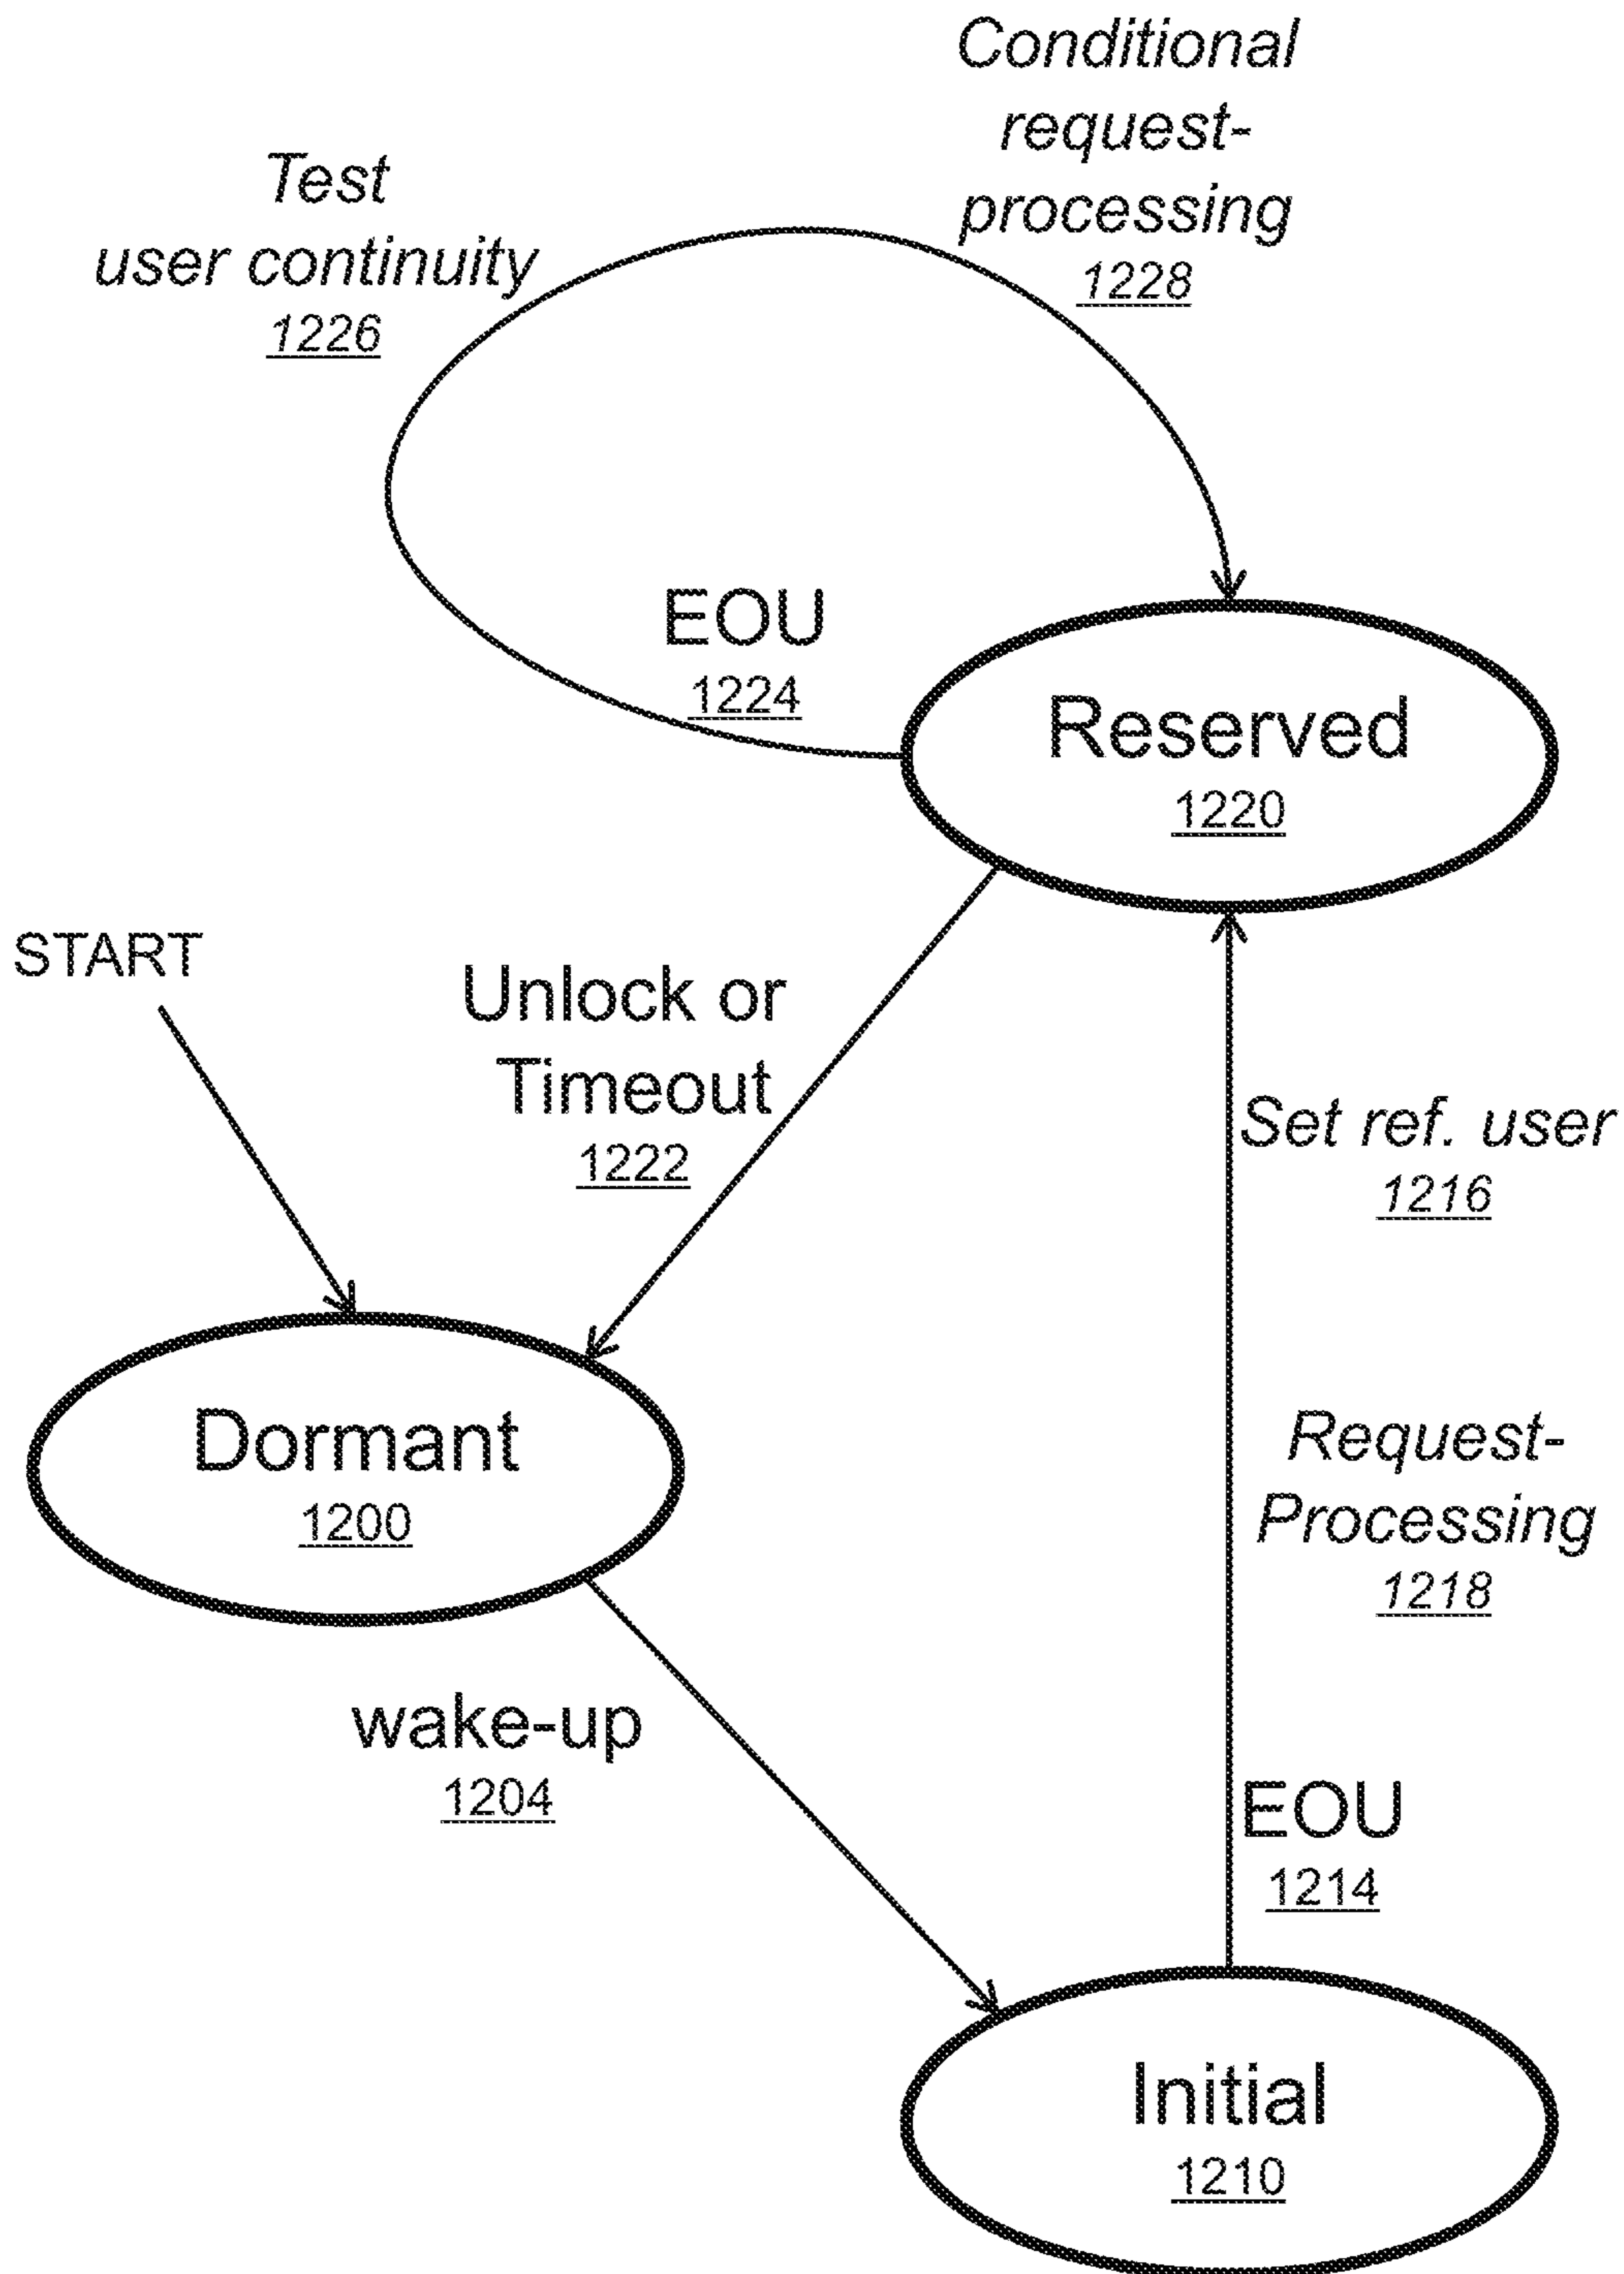 Conditional
request-
processing
1228
Test
user continuity
1226
EOU
1224
Reserved
1220
START
Unlock or
Timeout
1222
Set ref. user
1216
Dormant
1200
Request-
Processing
1218
wake-up
1204
EOU
1214
Initial
1210